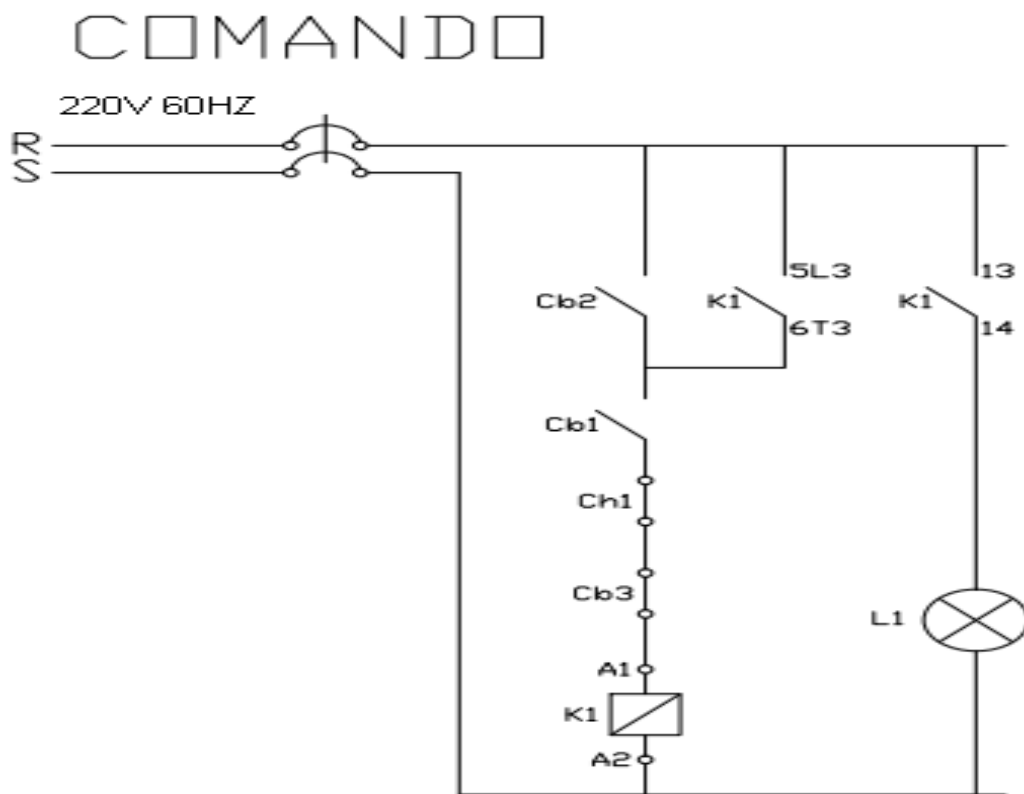 COMANDO
220V 60HZ
R
S
5L3
13
Cb2
K1
K1
6T3
14
Cb1
Ch1
Cb3
L1
A1
K1
A2